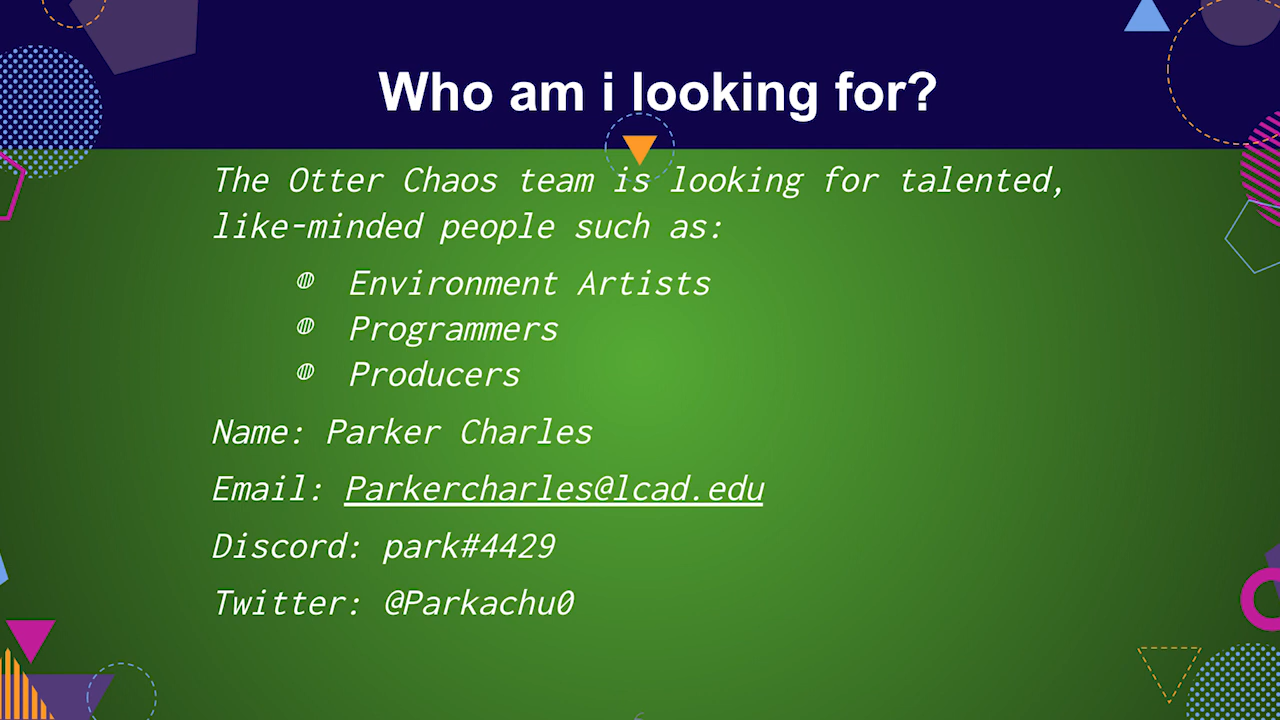 Who am i looking for?
The Otter Chaos team is looking for talented,
like-minded people such as:
Environment Artists
Programmers
Producers
Name: Parker Charles
Email: Parkercharles@lcad.edu
Discord: park#4429
Twitter: @Parkachu0